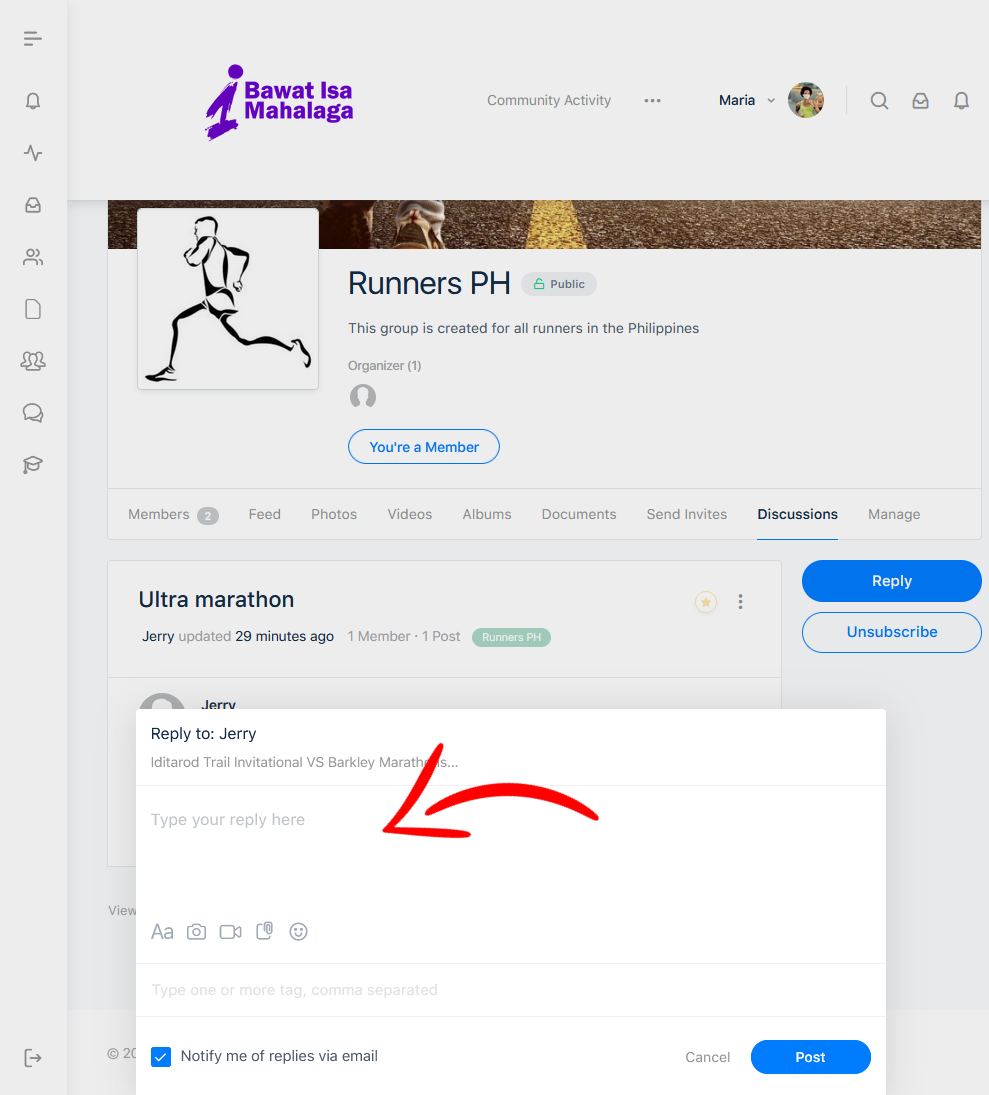 Bawat Isa
Mahalaga
Community Activity
Maria
Runners PH Public
This group is created for all runners in the Philippines
Organizer (1)
You're a Member
Members 2 Feed Photos Videos Albums Documents Send Invites Discussions Manage
Ultra marathon
Reply
Jerry updated 29 minutes ago 1 Member · 1 Post Runners PH
Unsubscribe
Jerry
Reply to: Jerry
Iditarod Trail Invitational VS Barkley Marathons...
Type your reply here
View
Aa
Type one or more tag, comma separated
© 20
Notify me of replies via email Cancel Post